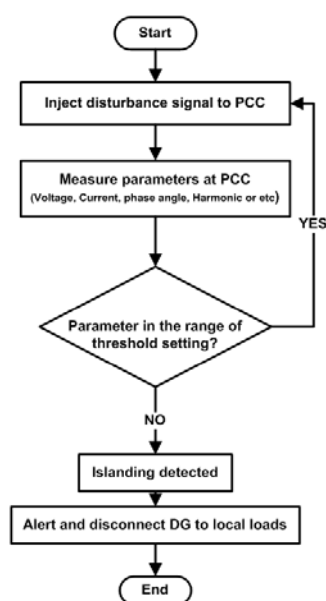 Start
Inject disturbance signal to PCC
Measure parameters at PCC
(Voltage, Current, phase angle, Harmonic or etc)
YES
Parameter in the range of
threshold setting?
NO
Islanding detected
Alert and disconnect DG to local loads
End